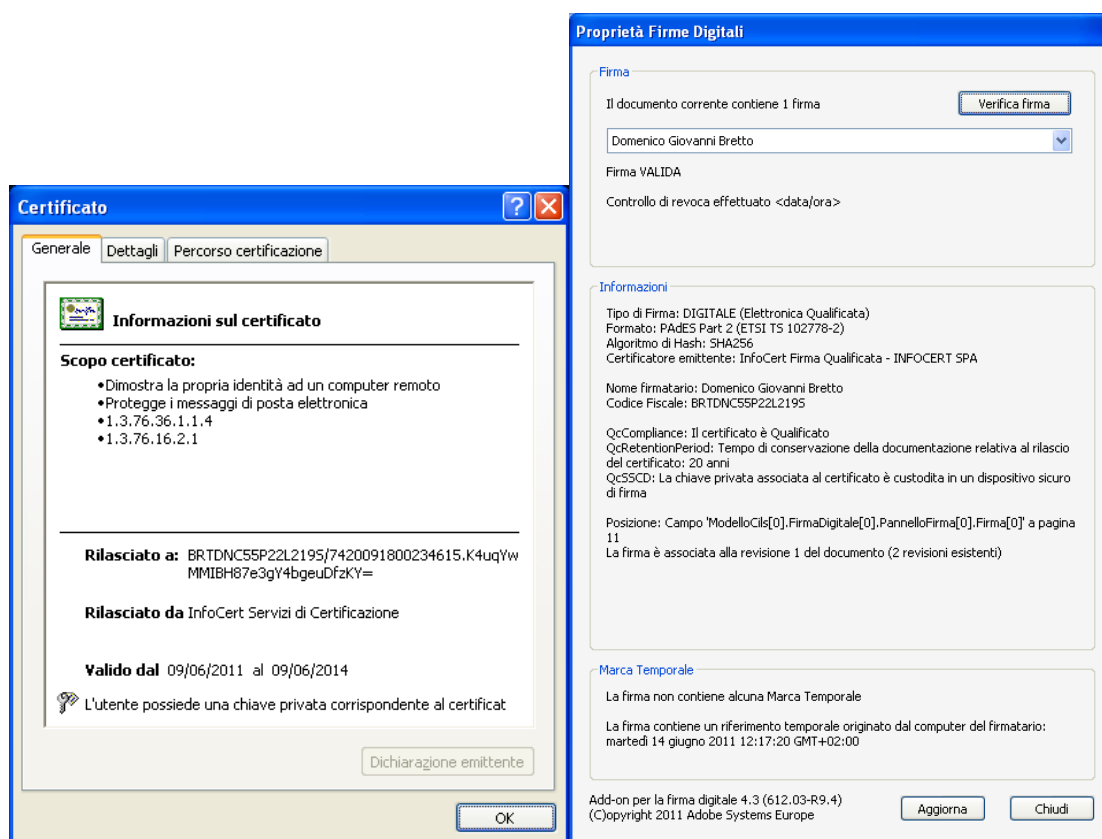 Certificato
Generale
Dettagli
Percorso certificazione
Informazioni sul certificato
Scopo certificato:
•Dimostra la propria identità ad un computer remoto
•Protegge i messaggi di posta elettronica
•1.3.76.36.1.1.4
•1.3.76.16.2.1
Rilasciato a: BRTDNC55P22L219S/7420091800234615.K4uqYw
MMIBH87e3gY4bgeuDfzKY=
Rilasciato da InfoCert Servizi di Certificazione
Valido dal 09/06/2011 al 09/06/2014
L'utente possiede una chiave privata corrispondente al certificat
Dichiarazione emittente
OK
Proprietà Firme Digitali
Firma
Il documento corrente contiene 1 firma
Verifica firma
Domenico Giovanni Bretto
Firma VALIDA
Controllo di revoca effettuato <data/ora>
Informazioni
Tipo di Firma: DIGITALE (Elettronica Qualificata)
Formato: PAdES Part 2 (ETSI TS 102778-2)
Algoritmo di Hash: SHA256
Certificatore emittente: InfoCert Firma Qualificata - INFOCERT SPA
Nome firmatario: Domenico Giovanni Bretto
Codice Fiscale: BRTDNC55P22L219S
QcCompliance: Il certificato è Qualificato
QcRetentionPeriod: Tempo di conservazione della documentazione relativa al rilascio
del certificato: 20 anni
QcSSCD: La chiave privata associata al certificato è custodita in un dispositivo sicuro
di firma
Posizione: Campo 'ModelloCils[0].FirmaDigitale[0].PannelloFirma[0].Firma[0]' a pagina
11
La firma è associata alla revisione 1 del documento (2 revisioni esistenti)
Marca Temporale
La firma non contiene alcuna Marca Temporale
La firma contiene un riferimento temporale originato dal computer del firmatario:
martedì 14 giugno 2011 12:17:20 GMT+02:00
Add-on per la firma digitale 4.3 (612.03-R9.4)
(C)opyright 2011 Adobe Systems Europe
Aggiorna
Chiudi